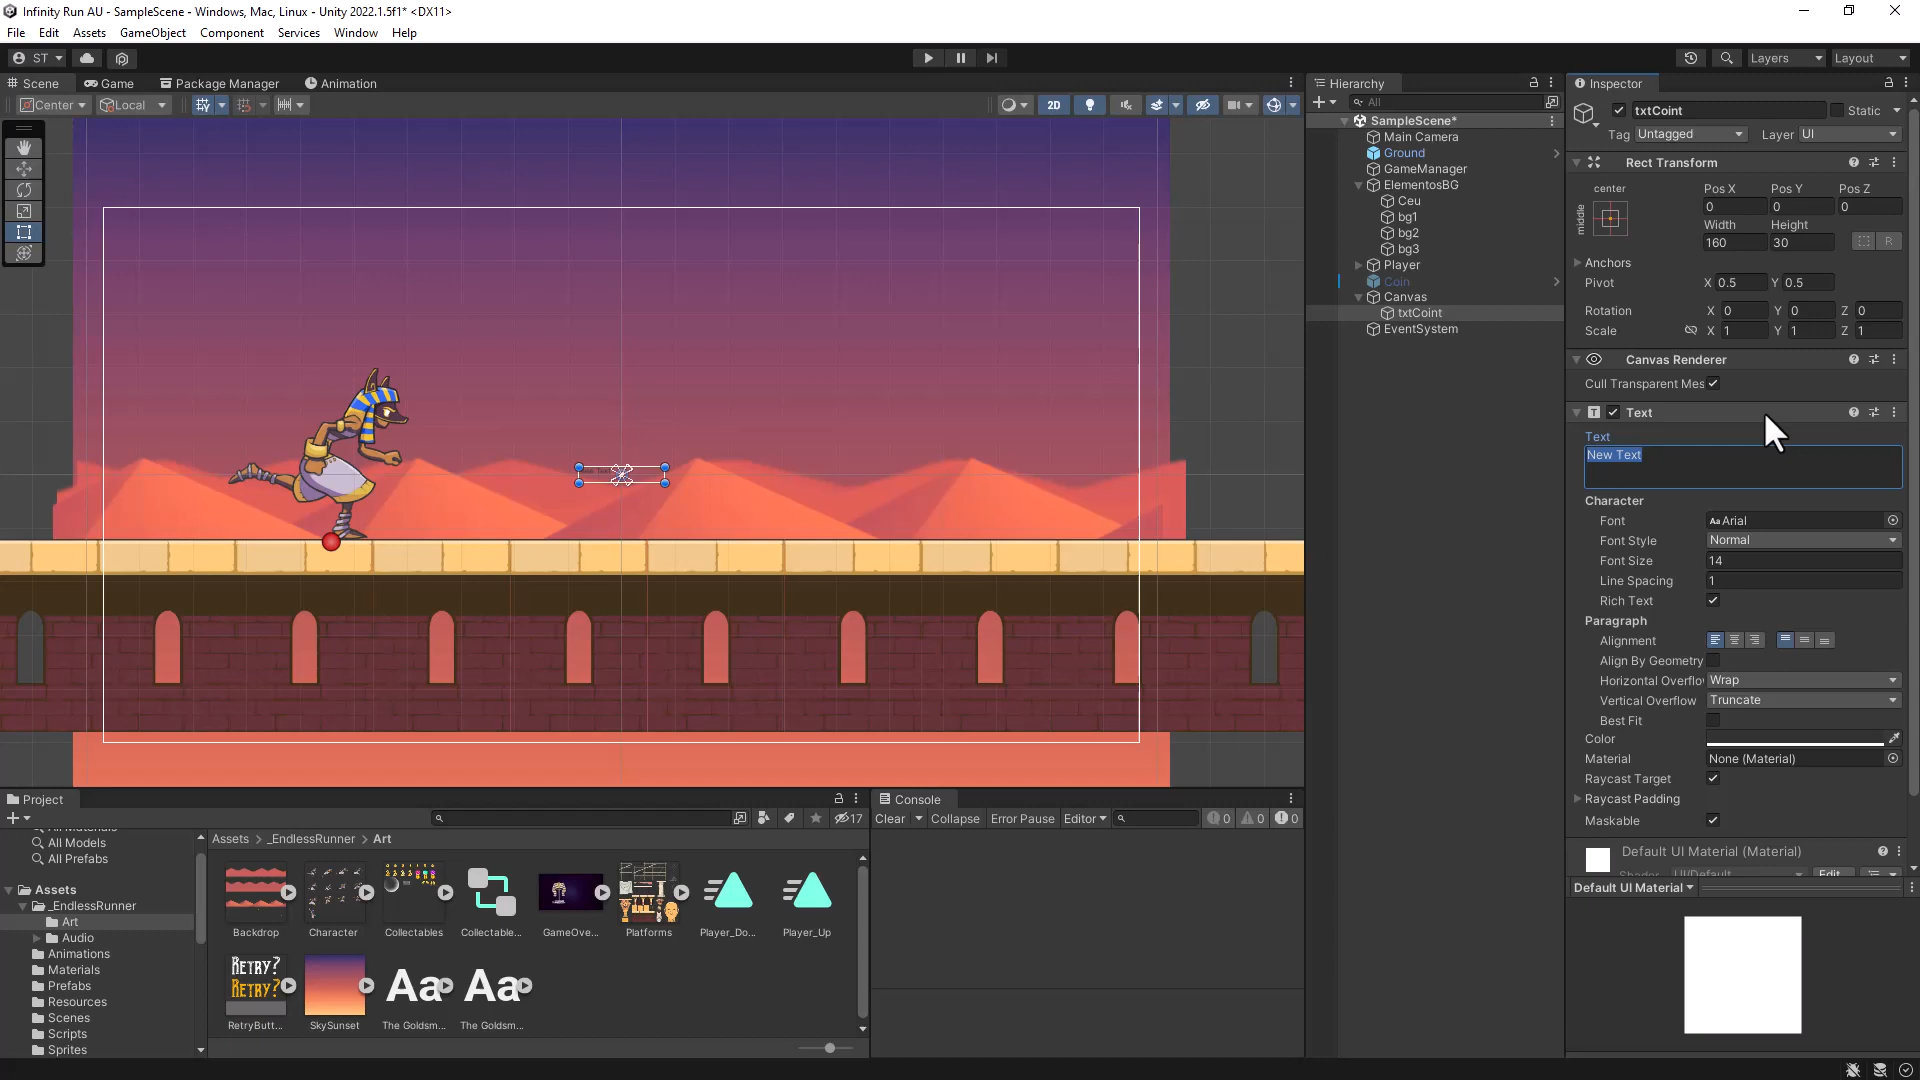 Infinity Run AU - SampleScene - Windows, Mac, Linux - Unity 2022.1.5f1* <DX11>
File Edit Assets GameObject Component Services Window Help
ST Layers Layout
Scene Game Package Manager Animation
Center Local 2D
Hierarchy
All
SampleScene*
Main Camera
Ground
GameManager
ElementosBG
Ceu
bg1
bg2
bg3
Player
Coin
Canvas
txtCoint
EventSystem
Inspector
txtCoint Static
Tag Untagged Layer UI
Rect Transform
center Pos X Pos Y Pos Z
middle 0 0 0
Width Height
160 30 R
Anchors
Pivot X 0.5 Y 0.5
Rotation X 0 Y 0 Z 0
Scale X 1 Y 1 Z 1
Canvas Renderer
Cull Transparent Mes
Text
Text
New Text
Character
Font Aa Arial
Font Style Normal
Font Size 14
Line Spacing 1
Rich Text
Paragraph
Alignment
Align By Geometry
Horizontal Overflo Wrap
Vertical Overflow Truncate
Best Fit
Color
Material None (Material)
Raycast Target
Raycast Padding
Maskable
Default UI Material (Material)
Shader UI/Default Edit
Default UI Material
Project
17
All Materials
All Models
All Prefabs
Assets
_EndlessRunner
Art
Audio
Animations
Materials
Prefabs
Resources
Scenes
Scripts
Sprites
Assets > _EndlessRunner > Art
Backdrop Character Collectables Collectable... GameOve... Platforms Player_Do... Player_Up
RETRY?
RETRY?
Aa Aa
RetryButt... SkySunset The Goldsm... The Goldsm...
Console
Clear Collapse Error Pause Editor 0 0 0